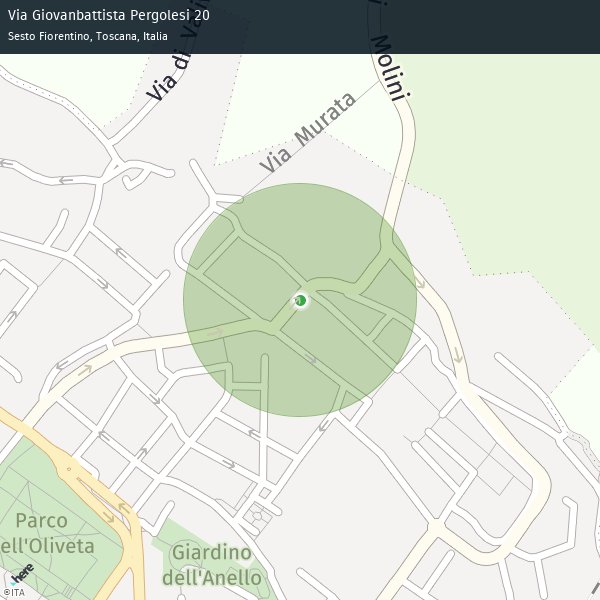 Via Giovanbattista Pergolesi 20
Sesto Fiorentino, Toscana, Italia
Molini
Via di
Via Murata
Parco
ell'Oliveta
Giardino
dell'Anello
here
©ITA